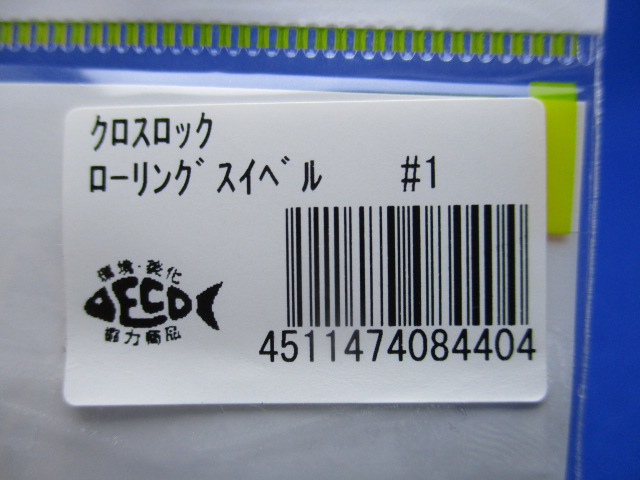 クロスロック
ローリングスイベル #1
環境・美化
ECO
協力商品
4511474084404